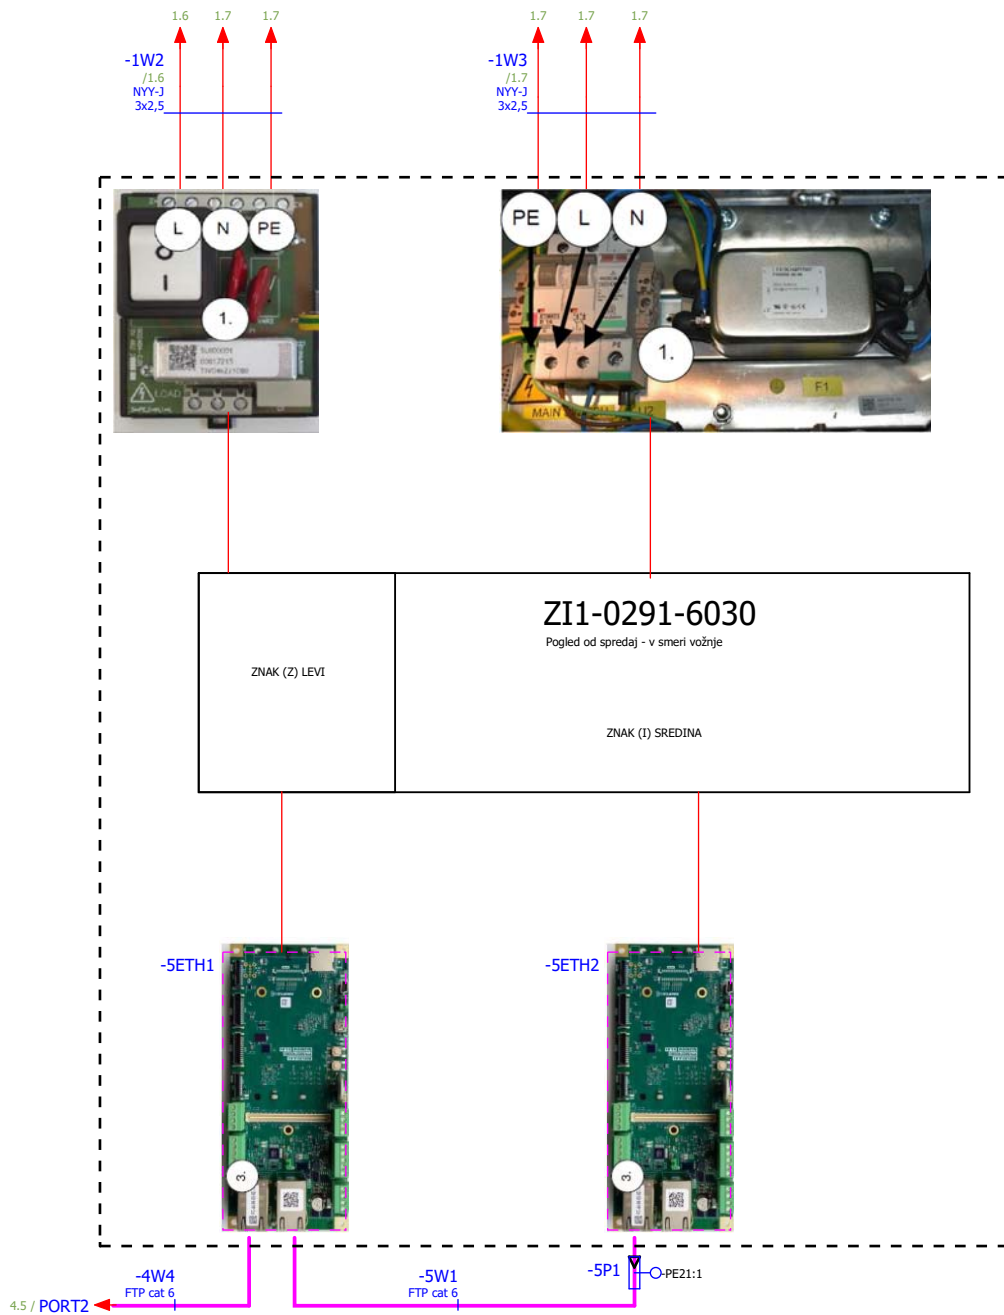 1.6 1.7 1.7
1.7 1.7 1.7
-1W2
/1.6
NYY-J
3x2,5
-1W3
/1.7
NYY-J
3x2,5
L N PE
O
I
1.
LOAD
PE L N
PE
1.
MAIN
F1
ZI1-0291-6030
Pogled od spredaj - v smeri vožnje
ZNAK (Z) LEVI
ZNAK (I) SREDINA
-5ETH1
-5ETH2
3.
3.
-4W4
FTP cat 6
-5W1
FTP cat 6
-5P1
-PE21:1
4.5 / PORT2